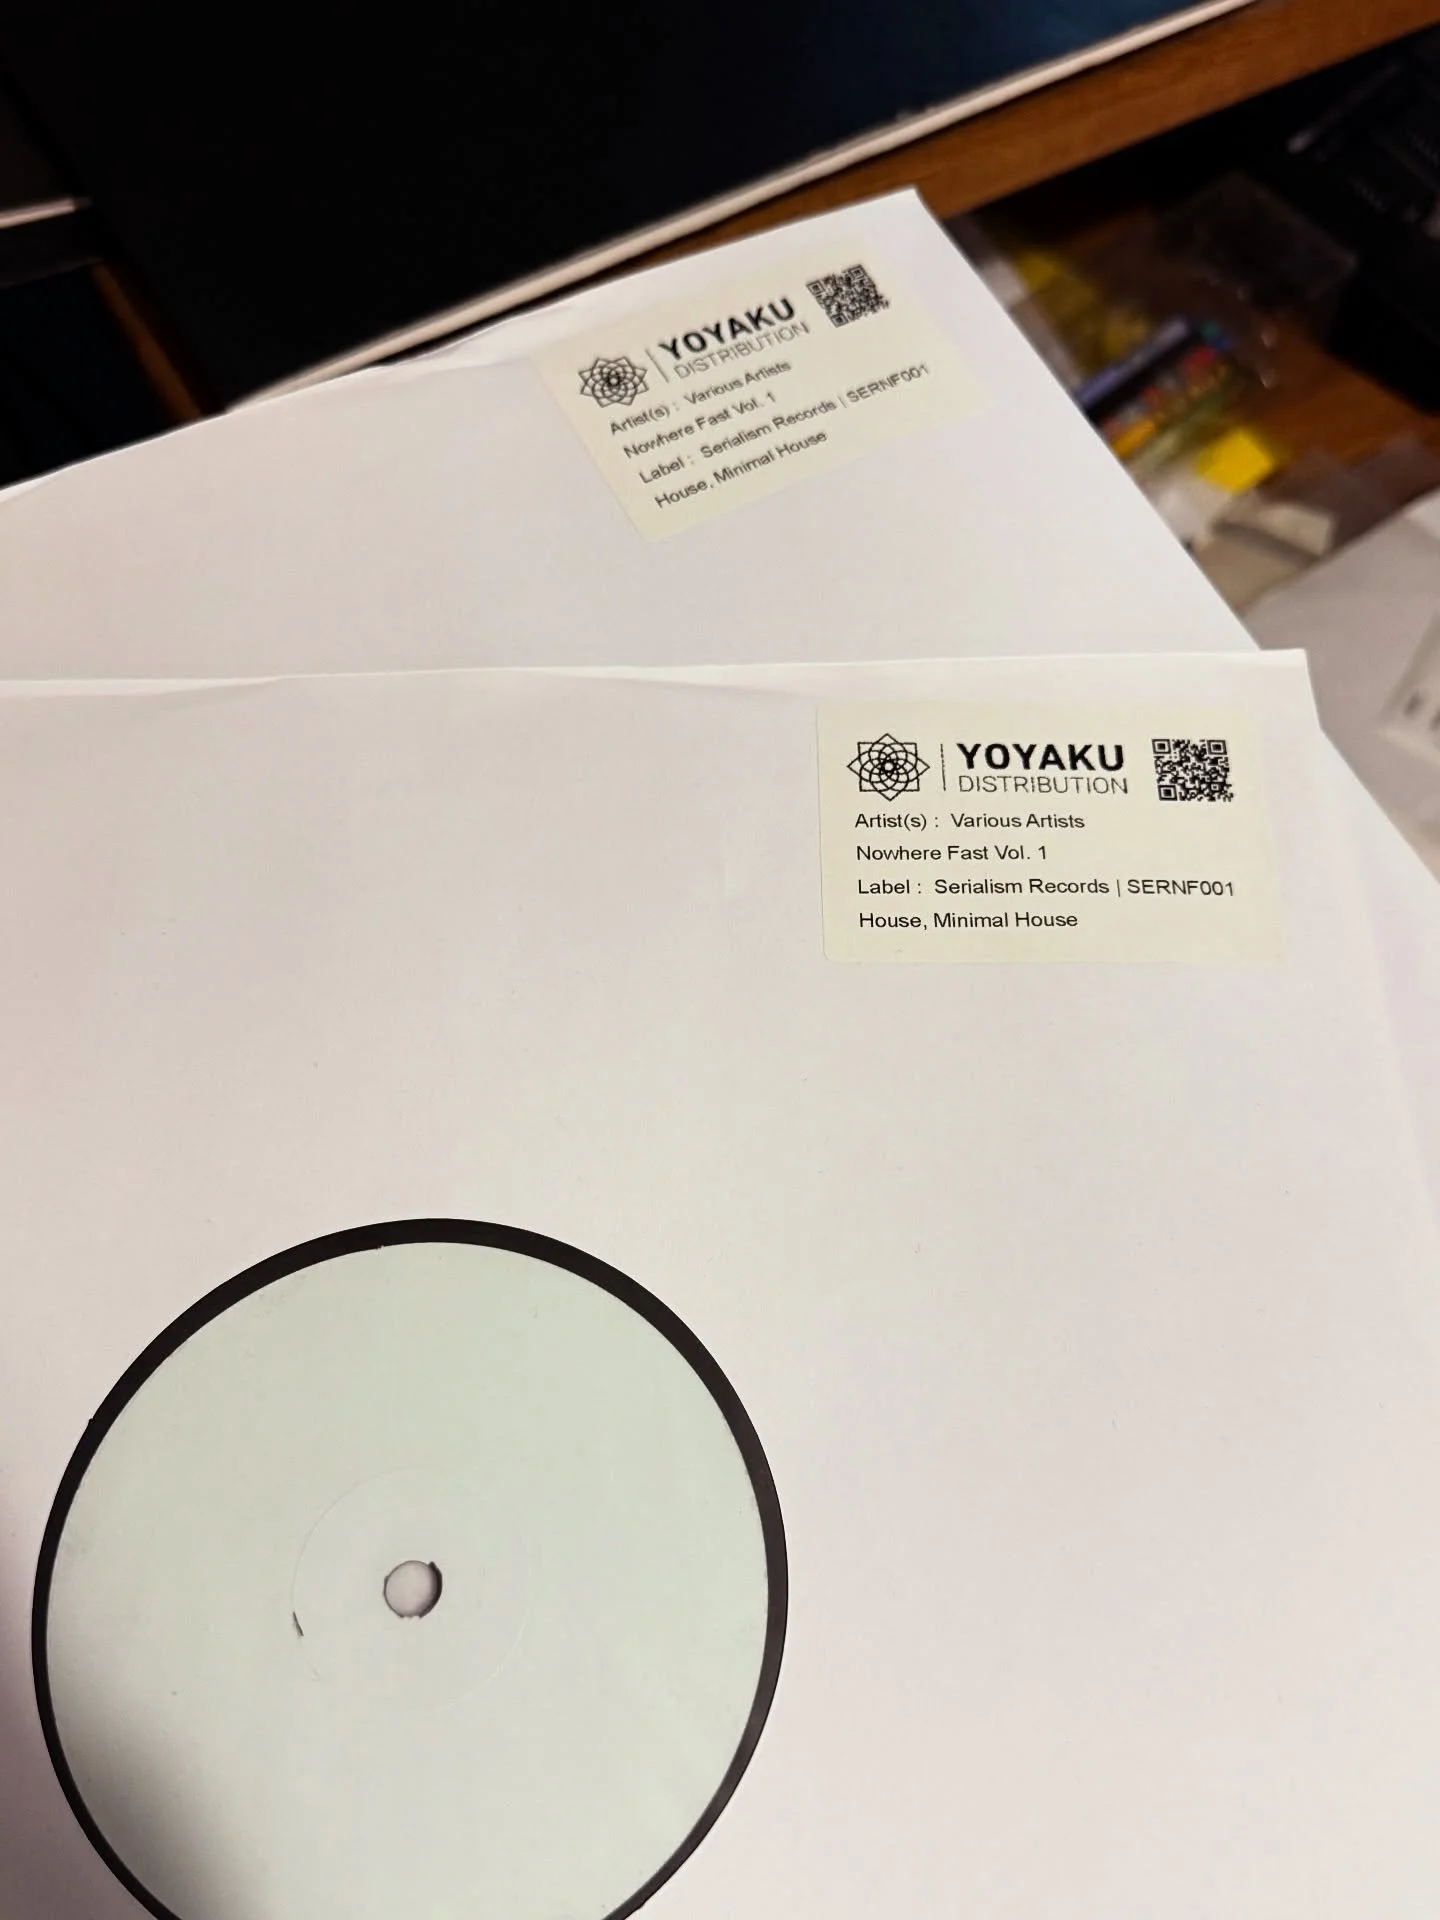 YOYAKU
DISTRIBUTION
Artist(s) : Various Artists
Nowhere Fast Vol. 1
Label : Serialism Records | SERNF001
House, Minimal House
YOYAKU
DISTRIBUTION
Artist(s) : Various Artists
Nowhere Fast Vol. 1
Label : Serialism Records | SERNF001
House, Minimal House